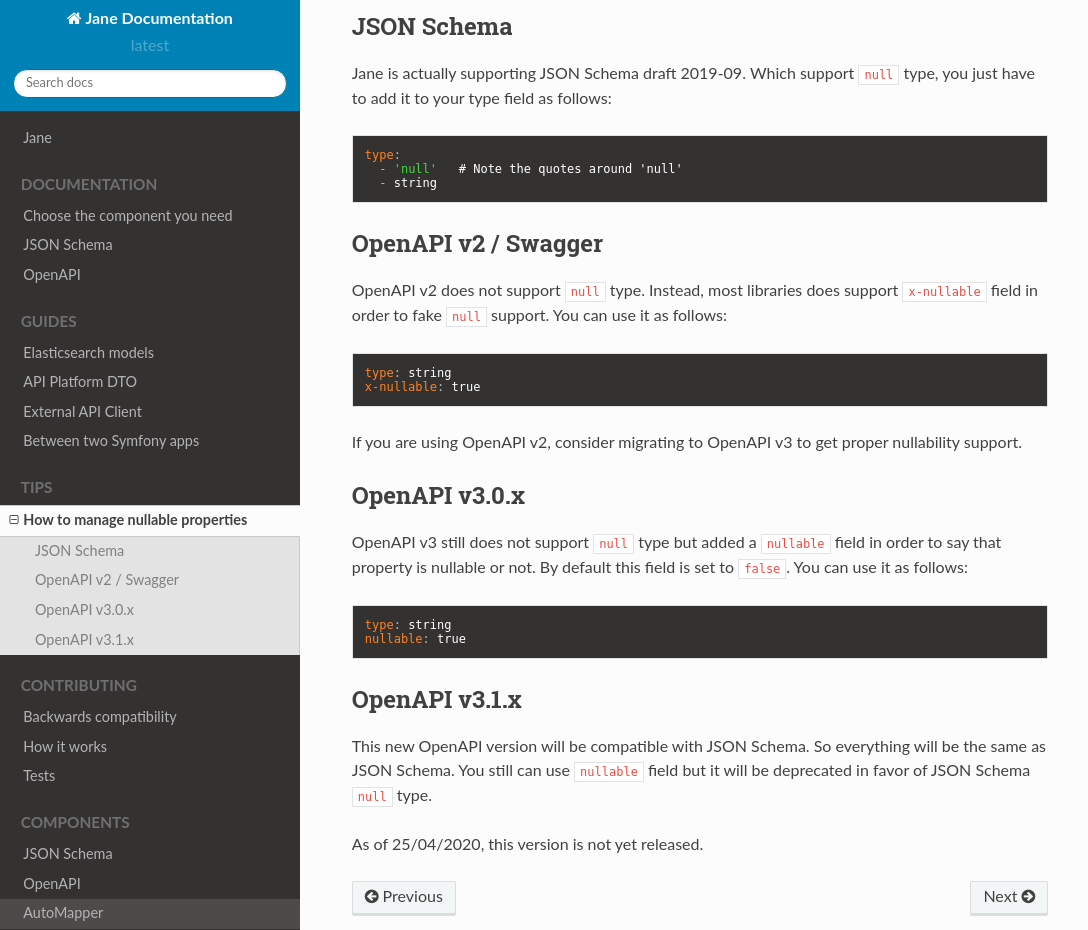 Jane Documentation
latest
Search docs
Jane
DOCUMENTATION
Choose the component you need
JSON Schema
OpenAPI
GUIDES
Elasticsearch models
API Platform DTO
External API Client
Between two Symfony apps
TIPS
How to manage nullable properties
JSON Schema
OpenAPI v2 / Swagger
OpenAPI v3.0.x
OpenAPI v3.1.x
CONTRIBUTING
Backwards compatibility
How it works
Tests
COMPONENTS
JSON Schema
OpenAPI
AutoMapper
JSON Schema
Jane is actually supporting JSON Schema draft 2019-09. Which support null type, you just have
to add it to your type field as follows:
type:
  - 'null'   # Note the quotes around 'null'
  - string
OpenAPI v2 / Swagger
OpenAPI v2 does not support null type. Instead, most libraries does support x-nullable field in
order to fake null support. You can use it as follows:
type: string
x-nullable: true
If you are using OpenAPI v2, consider migrating to OpenAPI v3 to get proper nullability support.
OpenAPI v3.0.x
OpenAPI v3 still does not support null type but added a nullable field in order to say that
property is nullable or not. By default this field is set to false. You can use it as follows:
type: string
nullable: true
OpenAPI v3.1.x
This new OpenAPI version will be compatible with JSON Schema. So everything will be the same as
JSON Schema. You still can use nullable field but it will be deprecated in favor of JSON Schema
null type.
As of 25/04/2020, this version is not yet released.
Previous
Next